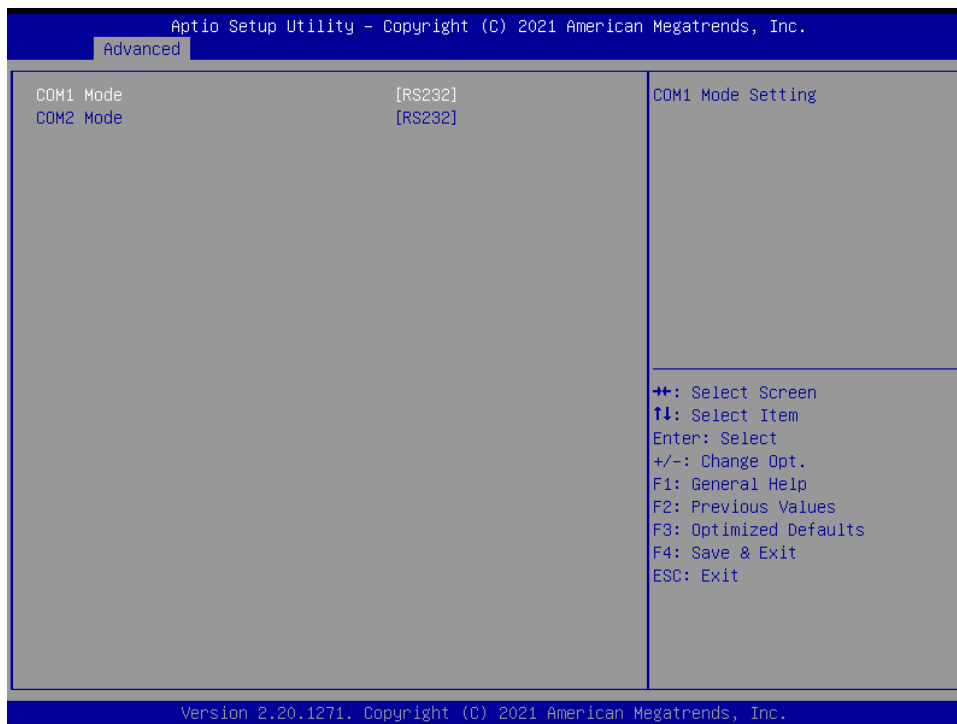 Aptio Setup Utility – Copyright (C) 2021 American Megatrends, Inc.
Advanced
COM1 Mode [RS232]
COM2 Mode [RS232]
COM1 Mode Setting
→←: Select Screen
↑↓: Select Item
Enter: Select
+/-: Change Opt.
F1: General Help
F2: Previous Values
F3: Optimized Defaults
F4: Save & Exit
ESC: Exit
Version 2.20.1271. Copyright (C) 2021 American Megatrends, Inc.